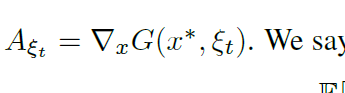 A_{ξ_t} = ∇_x G(x*, ξ_t). We say